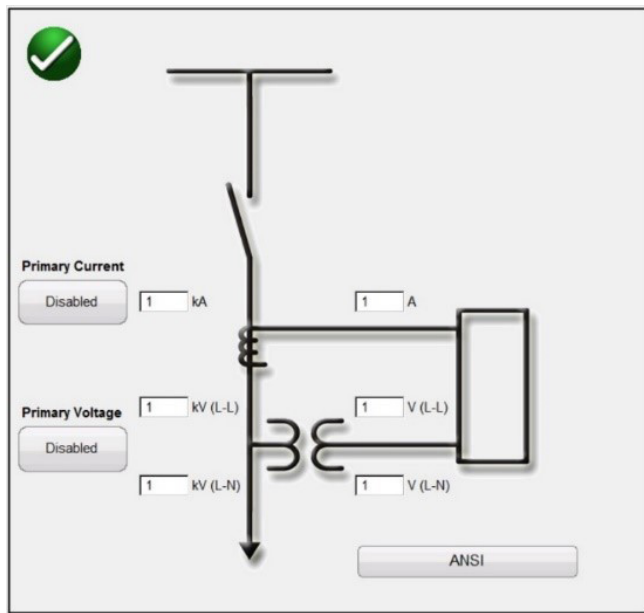 Primary Current
Disabled
1 kA
1 A
Primary Voltage
1 kV (L-L)
1 V (L-L)
Disabled
1 kV (L-N)
1 V (L-N)
ANSI